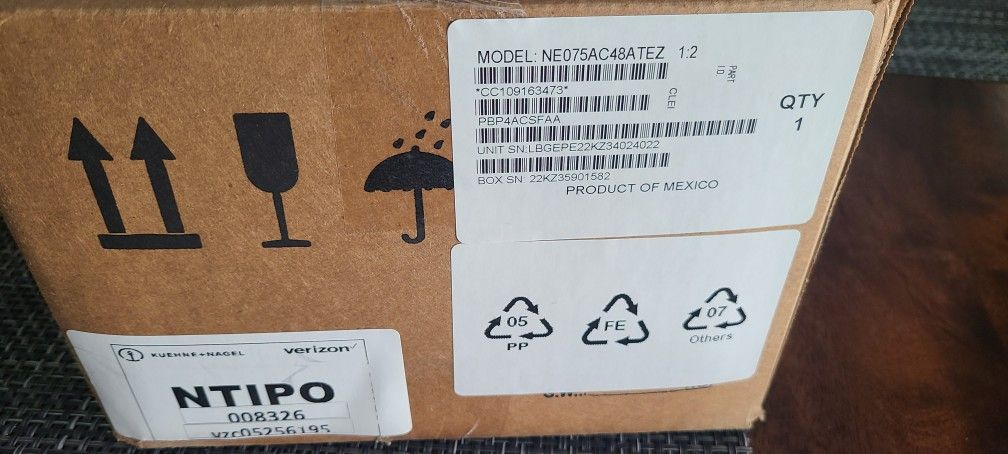 MODEL: NE075AC48ATEZ 1:2
*CC109163473*
PART
ID
CLEI
PBP4ACSFAA
QTY
1
UNIT SN:LBGEPE22KZ34024022
BOX SN: 22KZ35901582
PRODUCT OF MEXICO
05
PP
FE
07
Others
KUEHNE+NAGEL
verizon✓
NTIPO
008326
vzc05256195